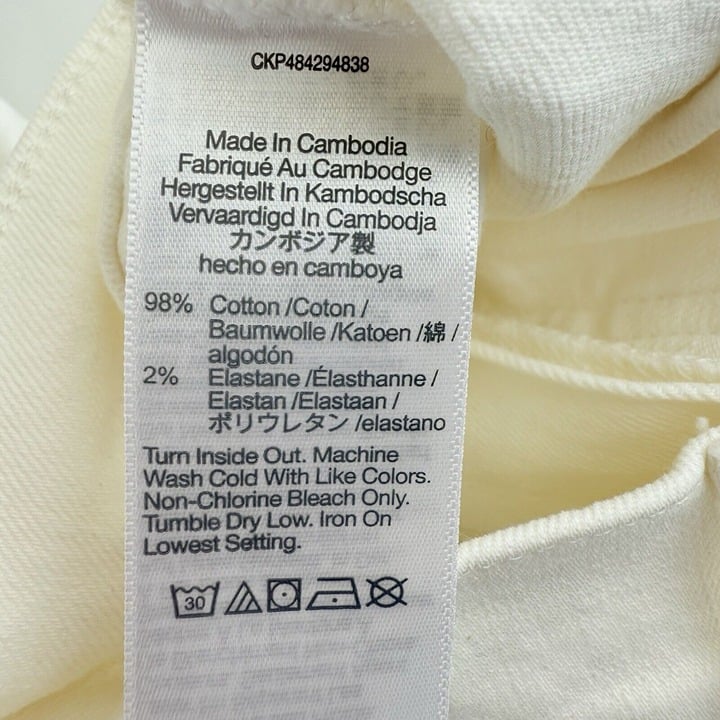 CKP484294838
Made In Cambodia
Fabriqué Au Cambodge
Hergestellt In Kambodscha
Vervaardigd In Cambodja
カンボジア製
hecho en camboya
98% Cotton /Coton /
Baumwolle /Katoen /綿 /
algodón
2% Elastane /Élasthanne /
Elastan /Elastaan /
ポリウレタン /elastano
Turn Inside Out. Machine
Wash Cold With Like Colors.
Non-Chlorine Bleach Only.
Tumble Dry Low. Iron On
Lowest Setting.
30